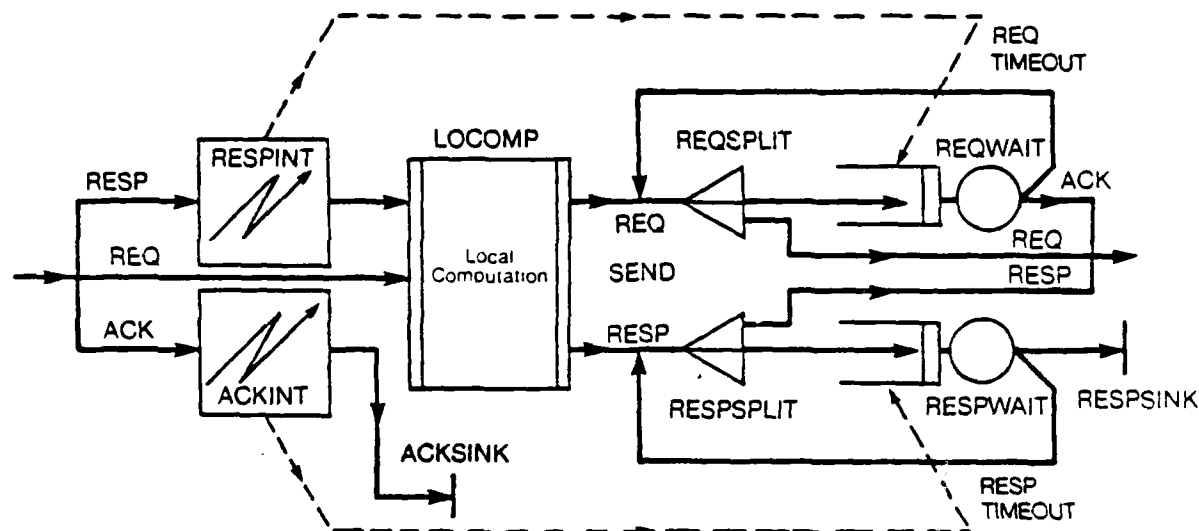 REQ
TIMEOUT
LOCOMP
RESPINT
REQSPLIT
REQWAIT
RESP
ACK
REQ
REQ
REQ
Local
Computation
SEND
RESP
ACK
RESP
ACKINT
RESPSPLIT
RESPWAIT
RESPSINK
ACKSINK
RESP
TIMEOUT